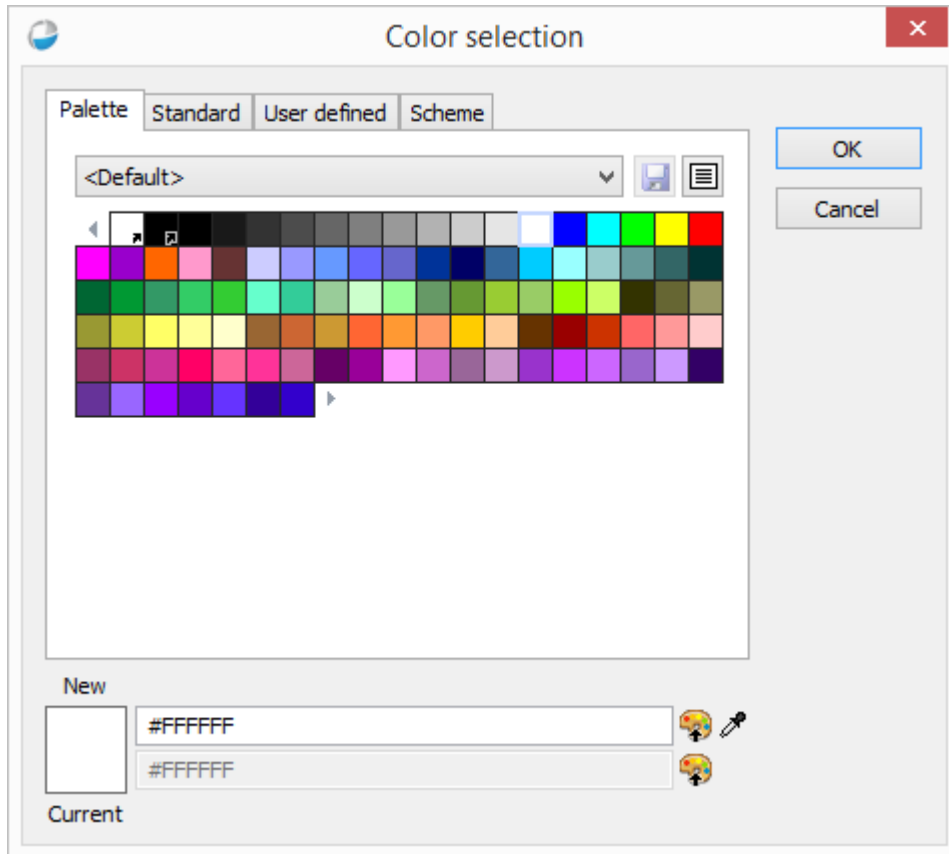 Color selection
Palette Standard User defined Scheme
OK
<Default>
Cancel
New
#FFFFFF
#FFFFFF
Current